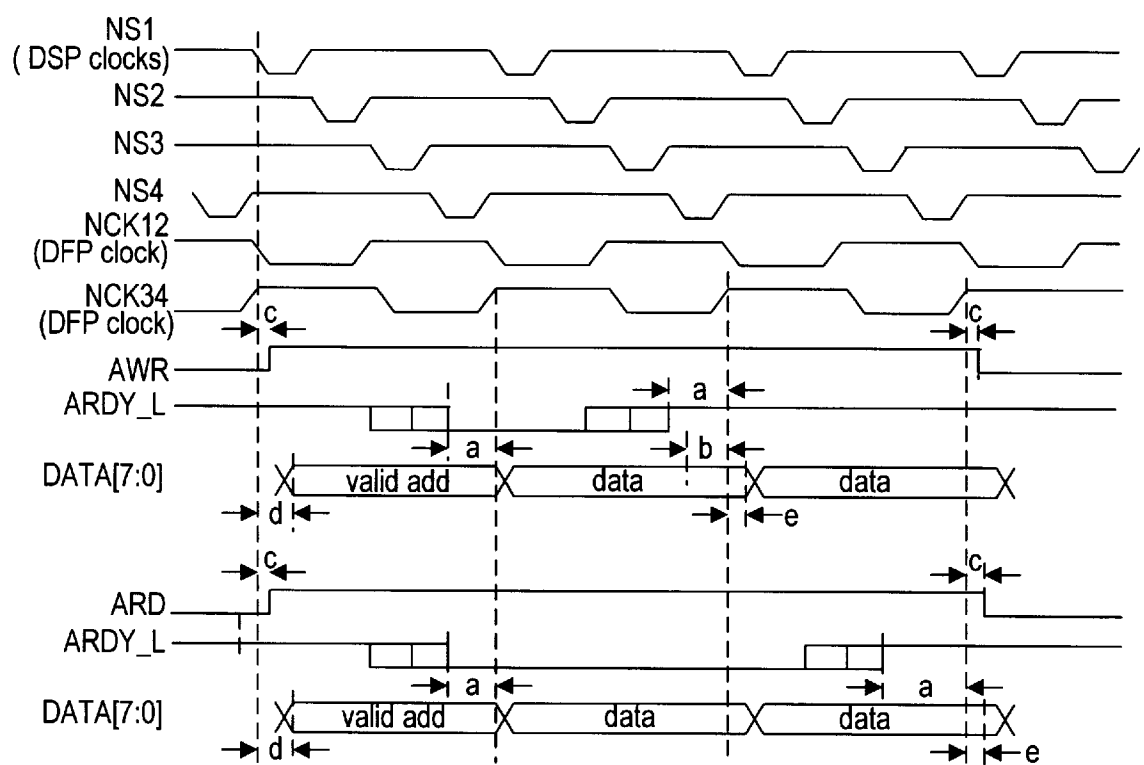 NS1
( DSP clocks)
NS2
NS3
NS4
NCK12
(DFP clock)
NCK34
(DFP clock)
c
c
AWR
ARDY_L
a
a
b
DATA[7:0]
valid add
data
data
d
e
c
c
ARD
ARDY_L
a
a
DATA[7:0]
valid add
data
data
d
e